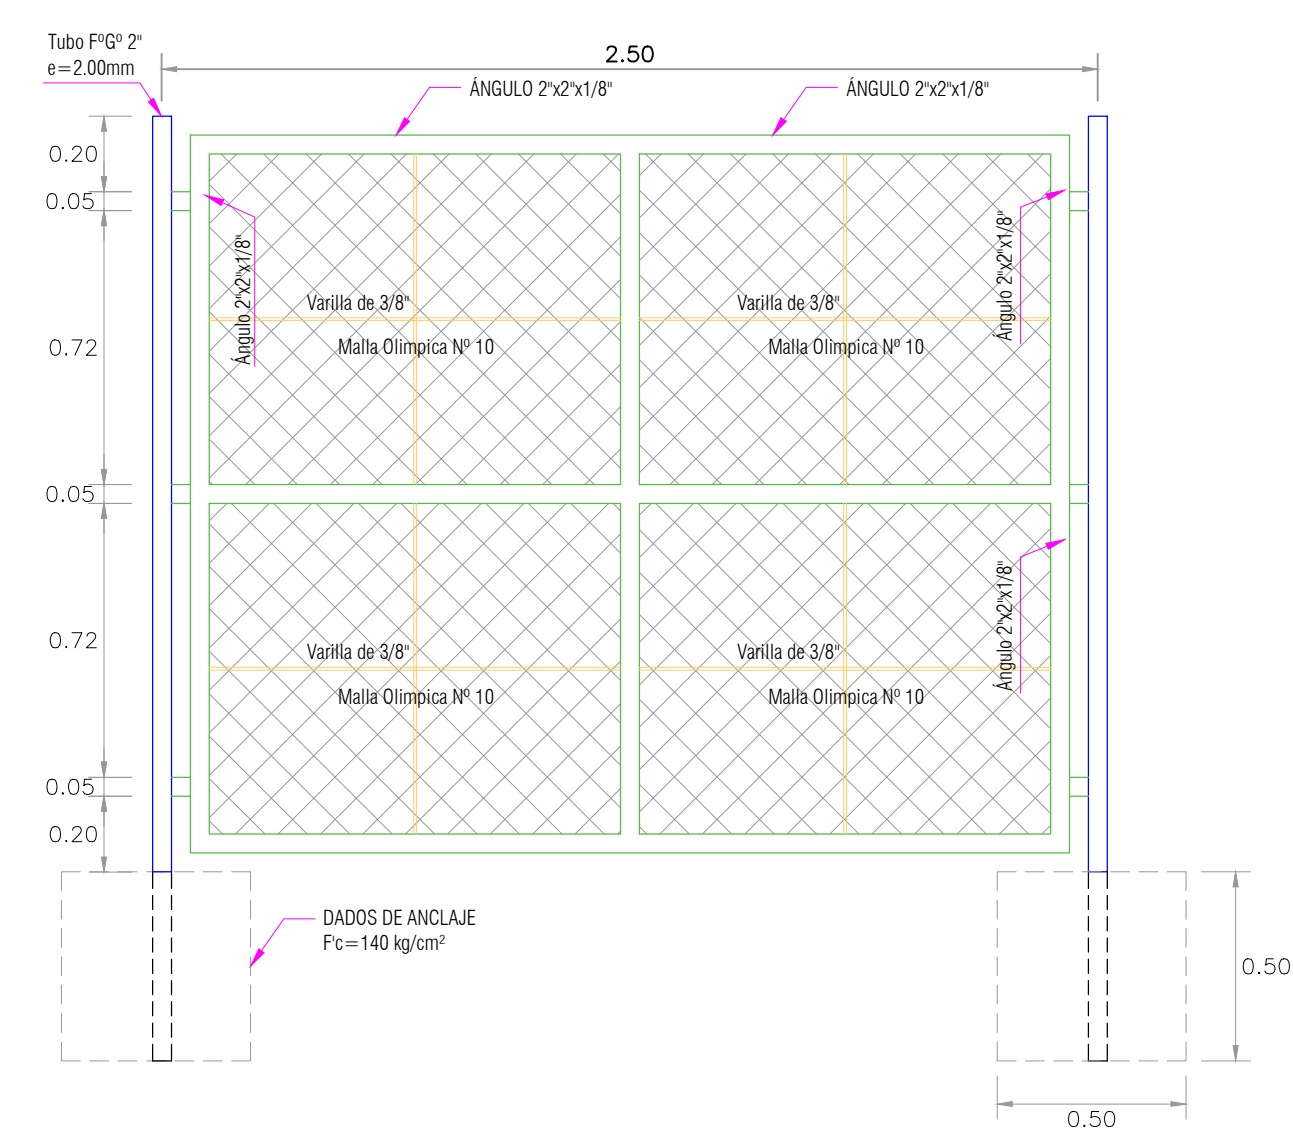 Tubo FºGº 2"
e=2.00mm
2.50
ÁNGULO 2"x2"x1/8"
ÁNGULO 2"x2"x1/8"
0.20
0.05
Ángulo 2"x2"x1/8"
Ángulo 2"x2"x1/8"
Varilla de 3/8"
Varilla de 3/8"
0.72
Malla Olimpica Nº 10
Malla Olimpica Nº 10
0.05
Ángulo 2"x2"x1/8"
0.72
Varilla de 3/8"
Varilla de 3/8"
Malla Olimpica Nº 10
Malla Olimpica Nº 10
0.05
0.20
DADOS DE ANCLAJE
F'c=140 kg/cm²
0.50
0.50